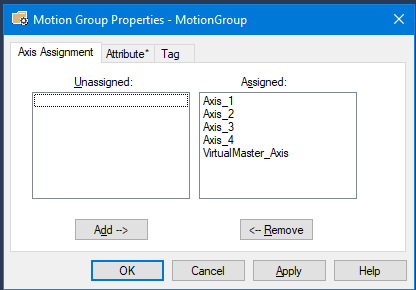 Motion Group Properties - MotionGroup
Axis Assignment Attribute* Tag
Unassigned: Assigned:
Axis_1
Axis_2
Axis_3
Axis_4
VirtualMaster_Axis
Add --> <-- Remove
OK Cancel Apply Help